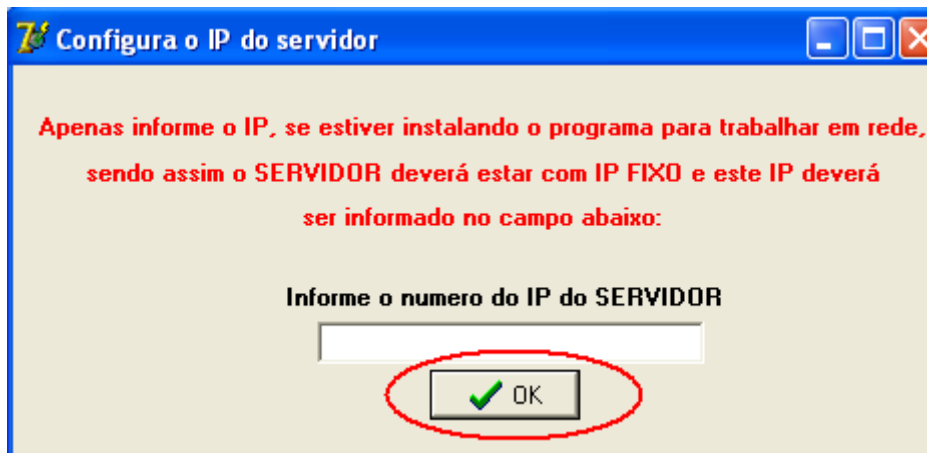 Configura o IP do servidor
Apenas informe o IP, se estiver instalando o programa para trabalhar em rede,
sendo assim o SERVIDOR deverá estar com IP FIXO e este IP deverá
ser informado no campo abaixo:
Informe o numero do IP do SERVIDOR
OK